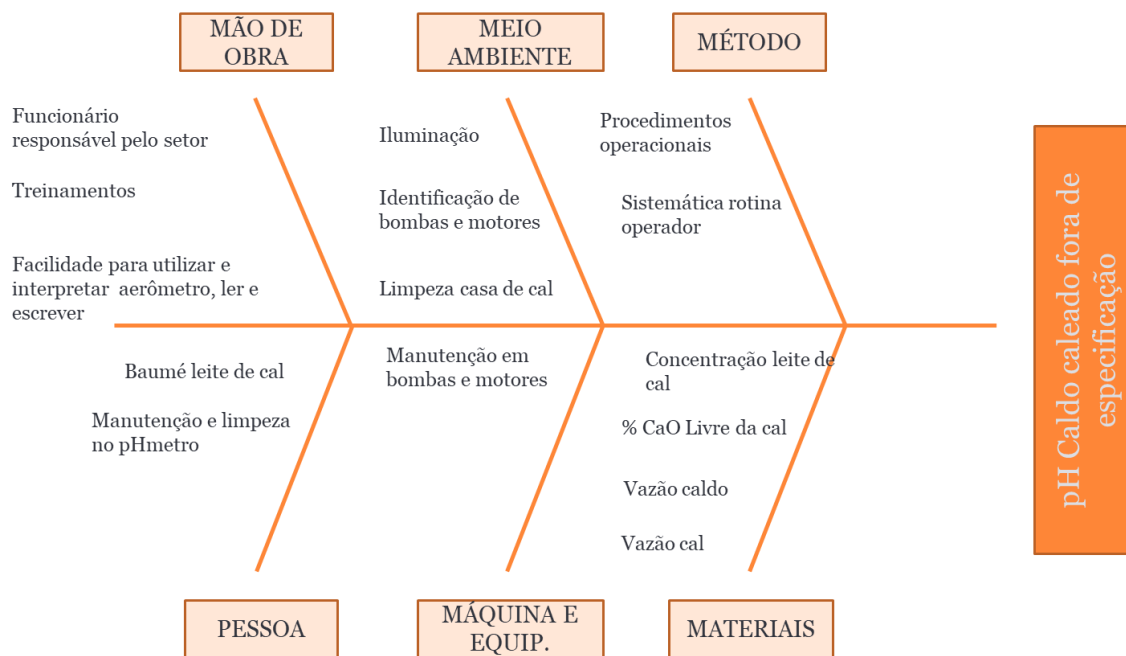 MÃO DE
OBRA
MEIO
AMBIENTE
MÉTODO
Funcionário
responsável pelo setor
Treinamentos
Facilidade para utilizar e
interpretar aerômetro, ler e
escrever
Iluminação
Identificação de
bombas e motores
Limpeza casa de cal
Procedimentos
operacionais
Sistemática rotina
operador
Baumé leite de cal
Manutenção e limpeza
no pHmetro
Manutenção em
bombas e motores
Concentração leite de
cal
% CaO Livre da cal
Vazão caldo
Vazão cal
PESSOA
MÁQUINA E
EQUIP.
MATERIAIS
pH Caldo caleado fora de
especificação